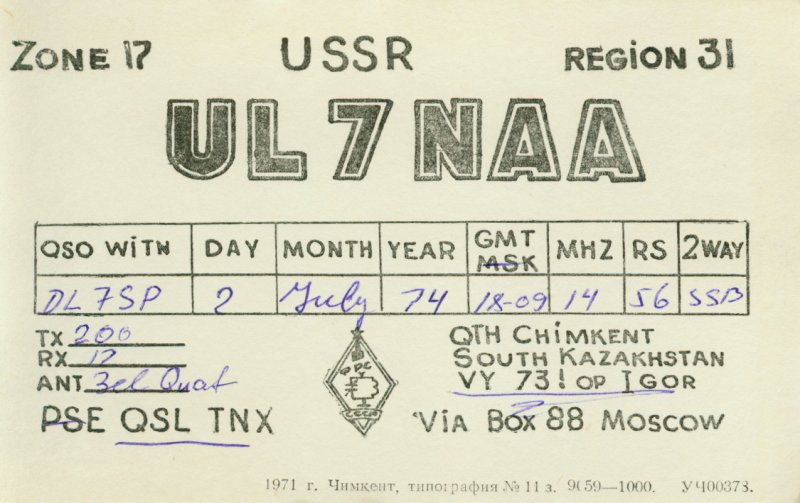 ZONE 17 USSR REGION 31
UL7NAA
QSO WITH DAY MONTH YEAR GMT MSK MHZ RS 2WAY
DL7SP 2 July 74 18-09 14 56 SSB
TX 200
RX 12
ANT 3el Quat
PSE QSL TNX
СССР
QTH CHIMKENT
SOUTH KAZAKHSTAN
VY 73! OP IGOR
VIA BOX 88 MOSCOW
1971 г. Чимкент, типография № 11 з. 9659—1000. УЧ00373.